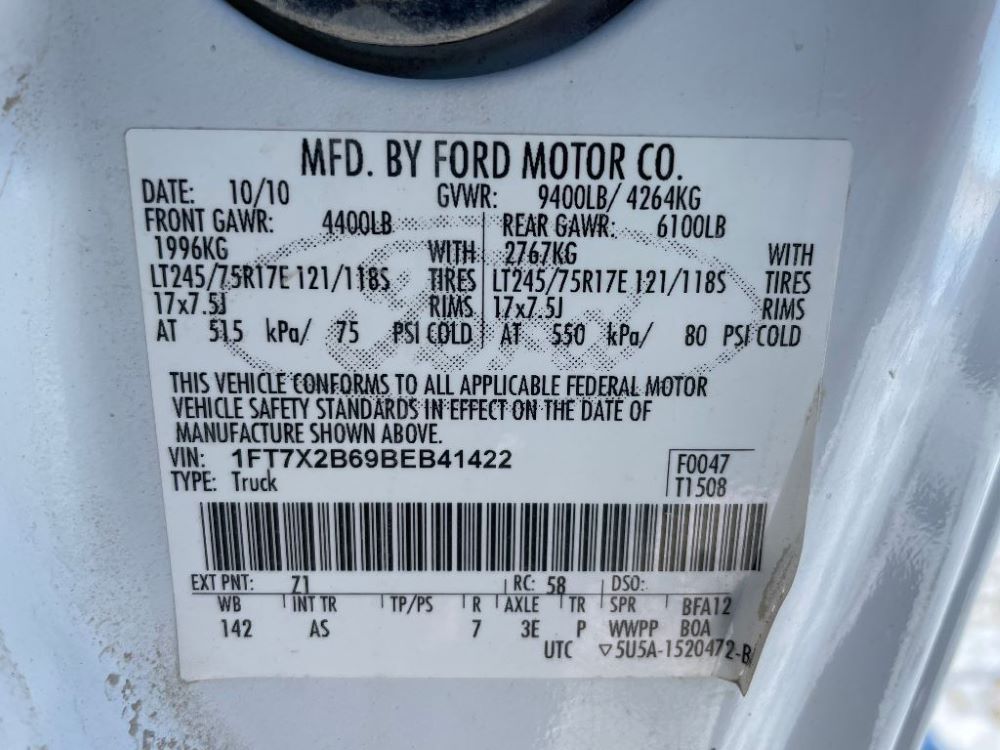 MFD. BY FORD MOTOR CO.
DATE: 10/10 GVWR: 9400LB/ 4264KG
FRONT GAWR: 4400LB REAR GAWR: 6100LB
1996KG WITH 2767KG WITH
LT245/75R17E 121/118S TIRES LT245/75R17E 121/118S TIRES
17x7.5J RIMS 17x7.5J RIMS
AT 515 kPa/ 75 PSI COLD AT 550 kPa/ 80 PSI COLD
Ford
THIS VEHICLE CONFORMS TO ALL APPLICABLE FEDERAL MOTOR
VEHICLE SAFETY STANDARDS IN EFFECT ON THE DATE OF
MANUFACTURE SHOWN ABOVE.
VIN: 1FT7X2B69BEB41422 F0047
TYPE: Truck T1508
EXT PNT: Z1 RC: 58 DSO:
WB INT TR TP/PS R AXLE TR SPR BFA12
142 AS 7 3E P WWPP BOA
UTC ▽5U5A-1520472-B